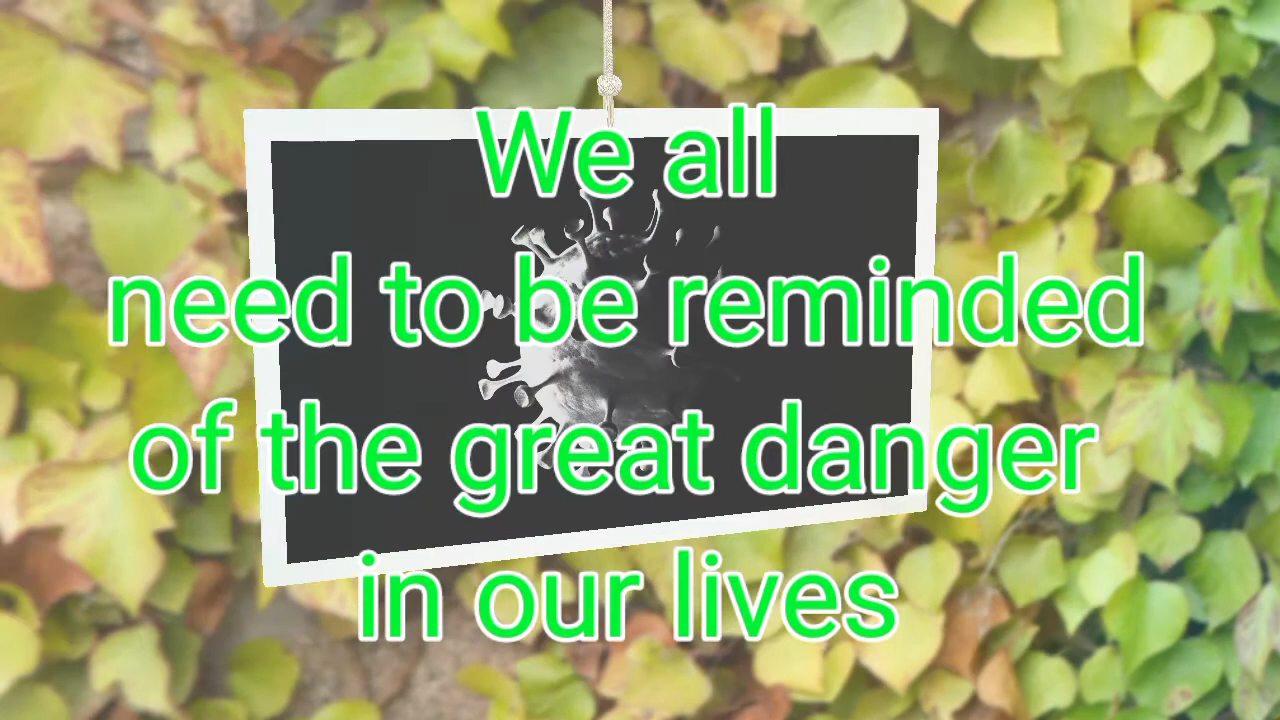 We all
need to be reminded
of the great danger
in our lives